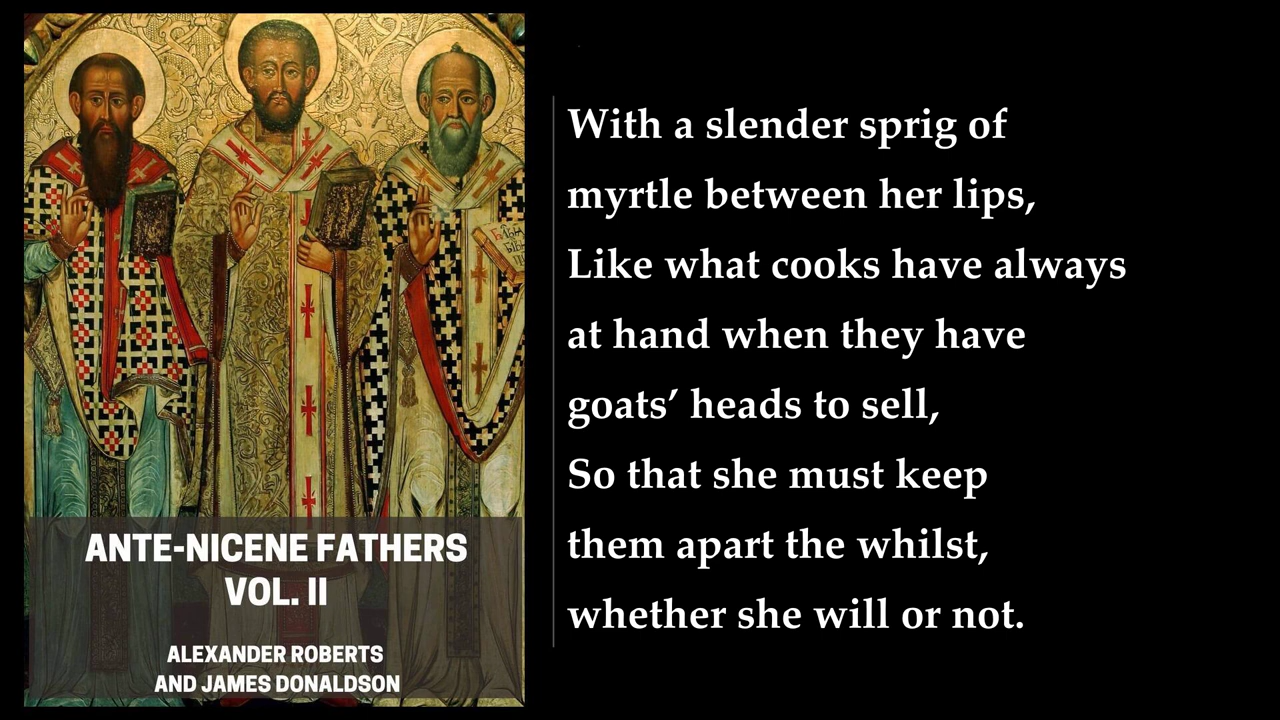 ANTE-NICENE FATHERS
VOL. II
ALEXANDER ROBERTS
AND JAMES DONALDSON
With a slender sprig of
myrtle between her lips,
Like what cooks have always
at hand when they have
goats’ heads to sell,
So that she must keep
them apart the whilst,
whether she will or not.